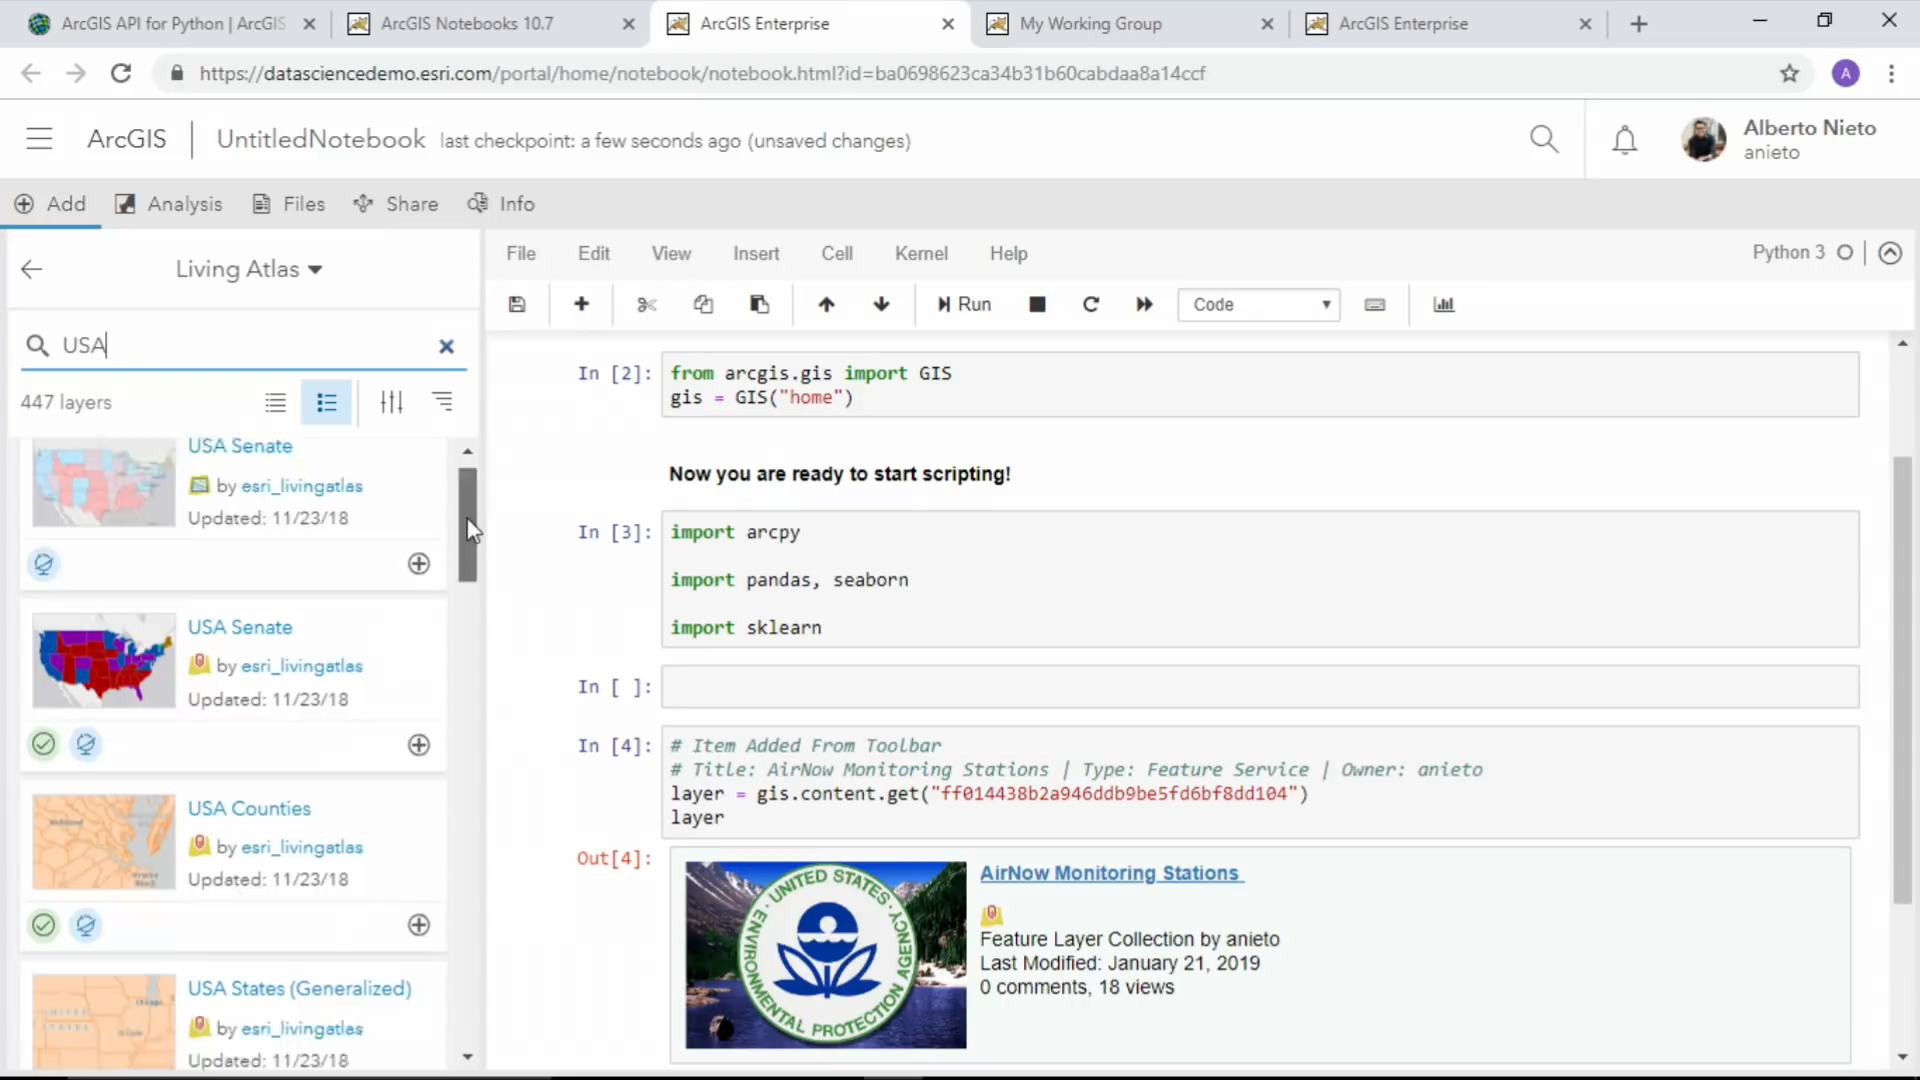 ArcGIS API for Python | ArcGIS
ArcGIS Notebooks 10.7
ArcGIS Enterprise
My Working Group
ArcGIS Enterprise
https://datasciencedemo.esri.com/portal/home/notebook/notebook.html?id=ba0698623ca34b31b60cabdaa8a14ccf
A
ArcGIS
UntitledNotebook last checkpoint: a few seconds ago (unsaved changes)
Alberto Nieto
anieto
Add
Analysis
Files
Share
Info
Living Atlas
USA
447 layers
USA Senate
by esri_livingatlas
Updated: 11/23/18
USA Senate
by esri_livingatlas
Updated: 11/23/18
USA Counties
by esri_livingatlas
Updated: 11/23/18
USA States (Generalized)
by esri_livingatlas
Updated: 11/23/18
File
Edit
View
Insert
Cell
Kernel
Help
Python 3
Run
Code
In [2]:
from arcgis.gis import GIS
gis = GIS("home")
Now you are ready to start scripting!
In [3]:
import arcpy
import pandas, seaborn
import sklearn
In [ ]:
In [4]:
# Item Added From Toolbar
# Title: AirNow Monitoring Stations | Type: Feature Service | Owner: anieto
layer = gis.content.get("ff014438b2a946ddb9be5fd6bf8dd104")
layer
Out[4]:
UNITED STATES
ENVIRONMENTAL PROTECTION AGENCY
AirNow Monitoring Stations
Feature Layer Collection by anieto
Last Modified: January 21, 2019
0 comments, 18 views